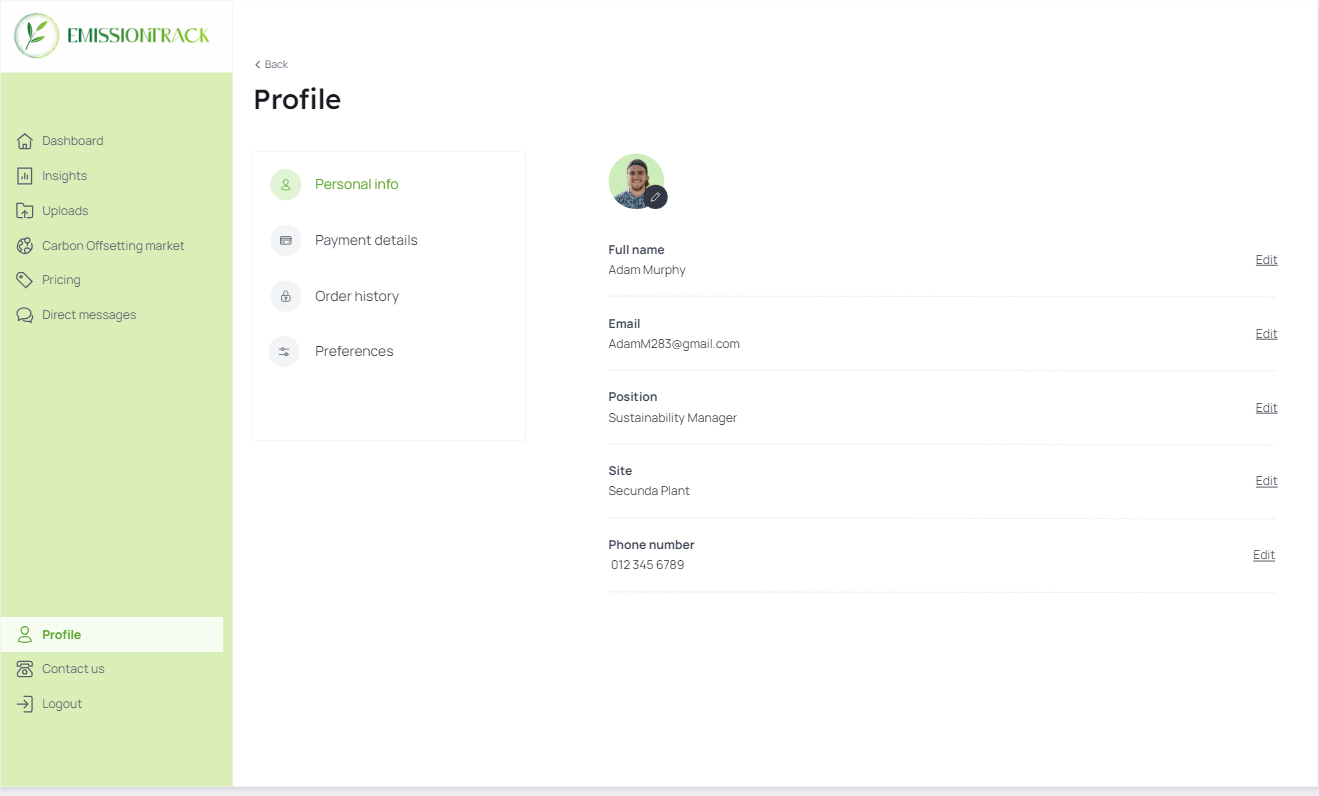 EMISSIONTRACK
Dashboard
Insights
Uploads
Carbon Offsetting market
Pricing
Direct messages
Profile
Contact us
Logout
Back
Profile
Personal info
Payment details
Order history
Preferences
Full name
Adam Murphy
Edit
Email
AdamM283@gmail.com
Edit
Position
Sustainability Manager
Edit
Site
Secunda Plant
Edit
Phone number
012 345 6789
Edit